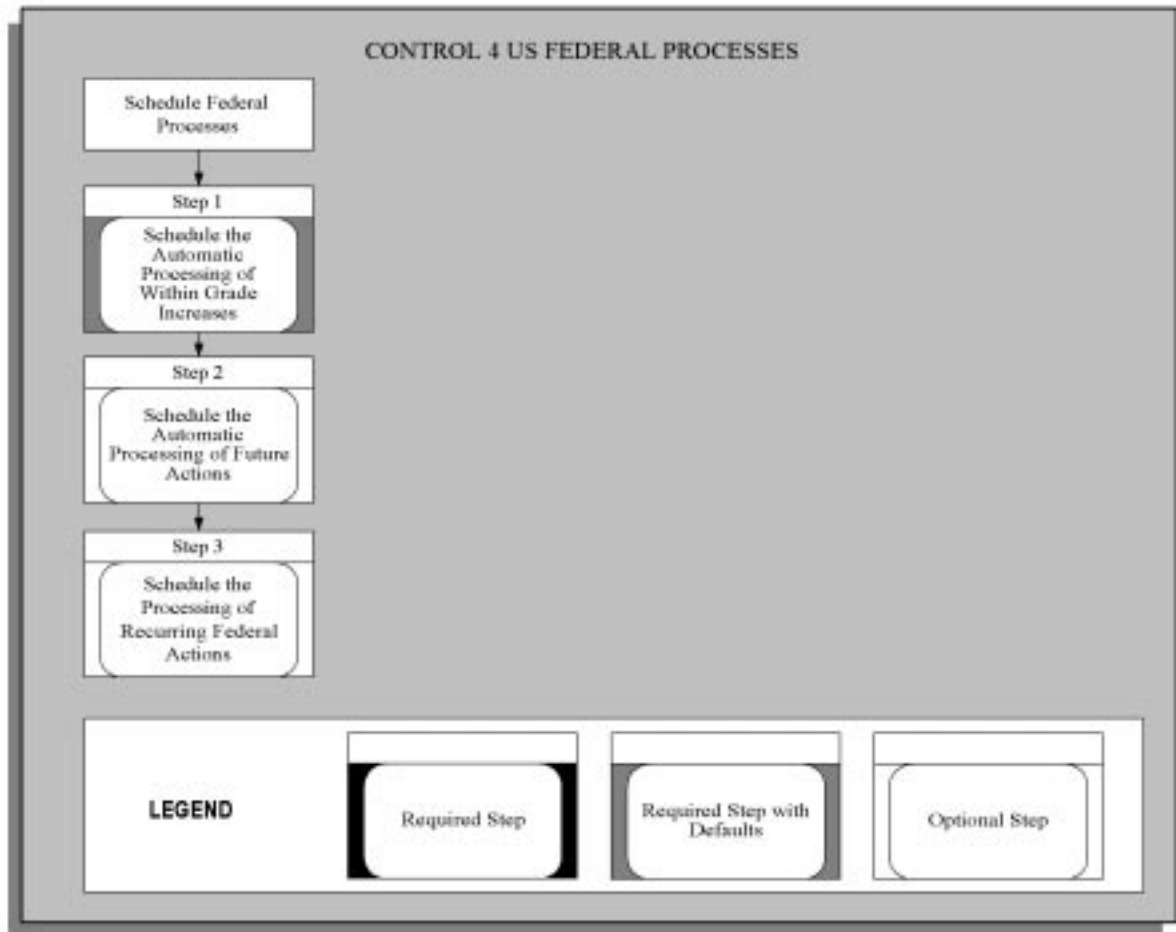 CONTROL 4 US FEDERAL PROCESSES
Schedule Federal
Processes
Step 1
Schedule the
Automatic
Processing of
Within Grade
Increases
Step 2
Schedule the
Automatic
Processing of Future
Actions
Step 3
Schedule the
Processing of
Recurring Federal
Actions
LEGEND
Required Step
Required Step with
Defaults
Optional Step